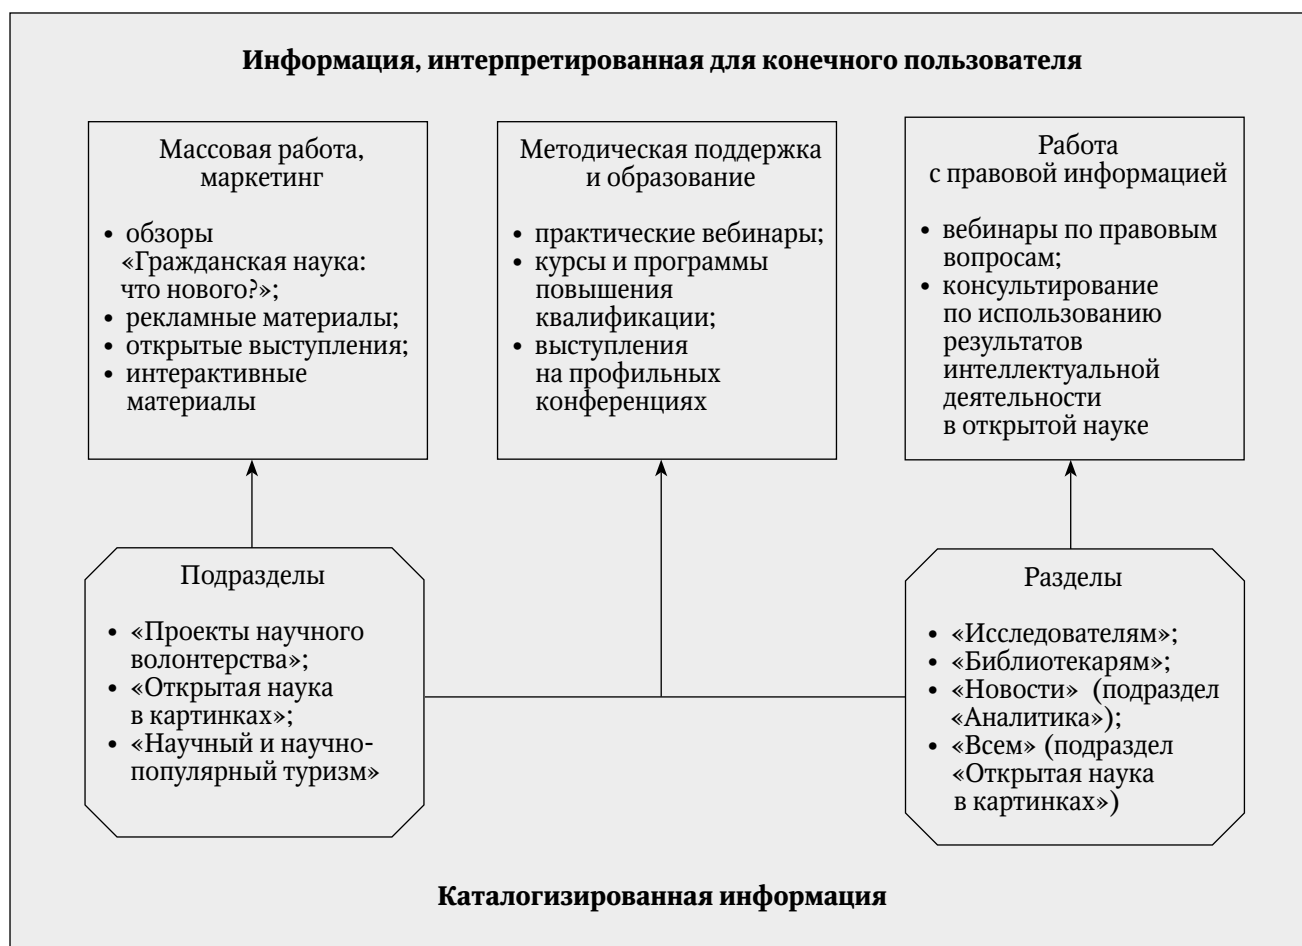 Информация, интерпретированная для конечного пользователя
Массовая работа,
маркетинг
• обзоры
«Гражданская наука:
что нового?»;
• рекламные материалы;
• открытые выступления;
• интерактивные
материалы
Методическая поддержка
и образование
• практические вебинары;
• курсы и программы
повышения
квалификации;
• выступления
на профильных
конференциях
Работа
с правовой информацией
• вебинары по правовым
вопросам;
• консультирование
по использованию
результатов
интеллектуальной
деятельности
в открытой науке
Подразделы
• «Проекты научного
волонтерства»;
• «Открытая наука
в картинках»;
• «Научный и научно-
популярный туризм»
Разделы
• «Исследователям»;
• «Библиотекарям»;
• «Новости» (подраздел
«Аналитика»);
• «Всем» (подраздел
«Открытая наука
в картинках»)
Каталогизированная информация